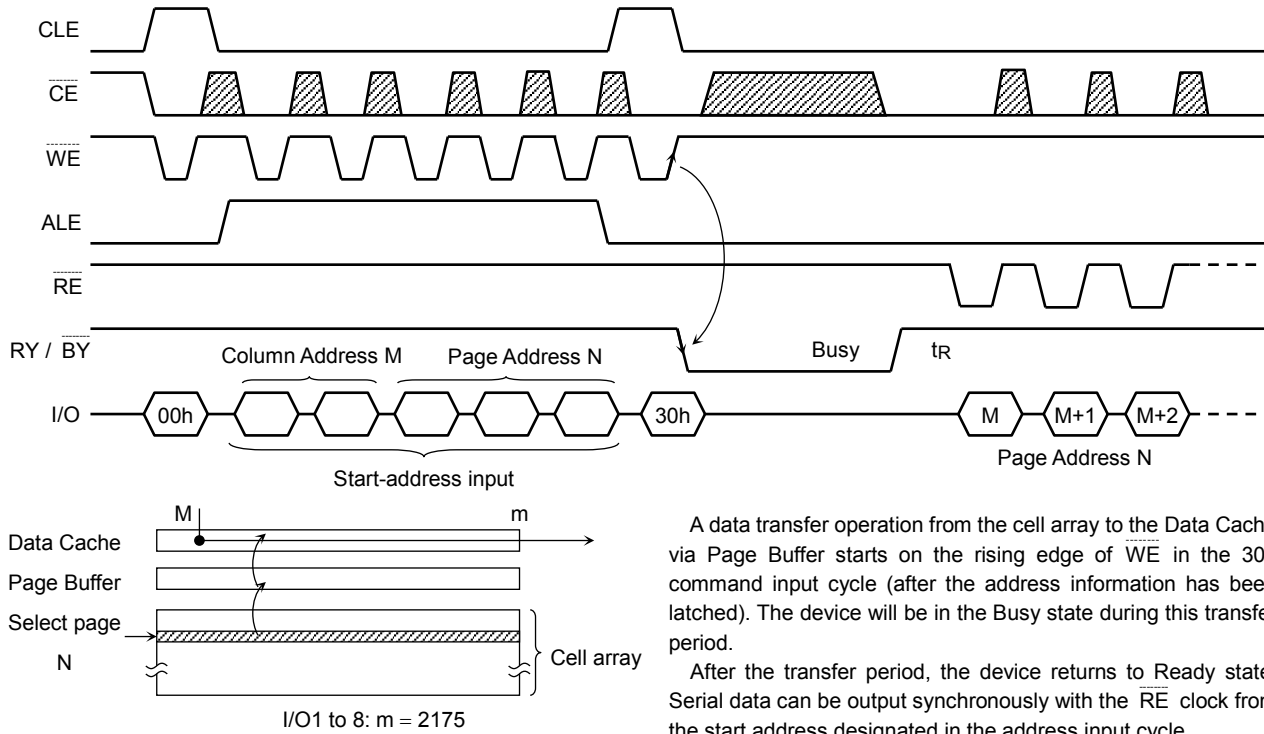 CLE
CE
WE
ALE
RE
RY / BY
Column Address M Page Address N
Busy tR
I/O 00h 30h M M+1 M+2
Start-address input
Page Address N
M m
Data Cache
Page Buffer
Select page
N
Cell array
I/O1 to 8: m = 2175
A data transfer operation from the cell array to the Data Cach
via Page Buffer starts on the rising edge of WE in the 30
command input cycle (after the address information has bee
latched). The device will be in the Busy state during this transfe
period.
After the transfer period, the device returns to Ready state
Serial data can be output synchronously with the RE clock fron
the start address designated in the address input cycle